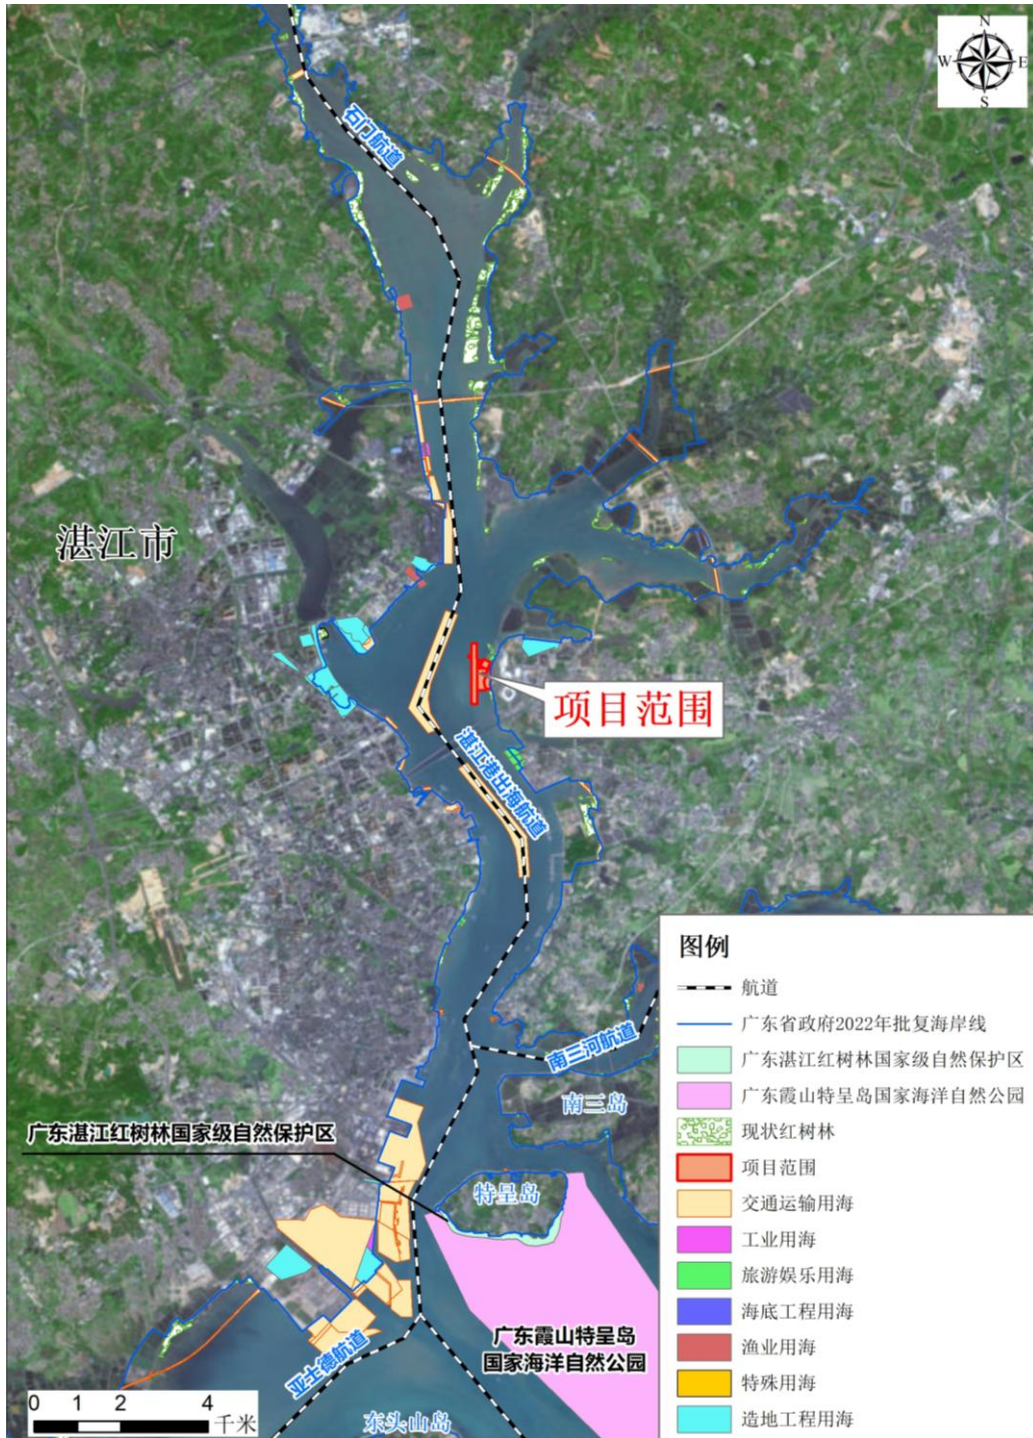 N
W
E
S
石门航道
湛江市
项目范围
湛江港出海航道
南三河航道
南三岛
广东湛江红树林国家级自然保护区
特呈岛
广东霞山特呈岛
国家海洋自然公园
亚士德航道
东头山岛
0 1 2 4
千米
图例
航道
广东省政府2022年批复海岸线
广东湛江红树林国家级自然保护区
广东霞山特呈岛国家海洋自然公园
现状红树林
项目范围
交通运输用海
工业用海
旅游娱乐用海
海底工程用海
渔业用海
特殊用海
造地工程用海